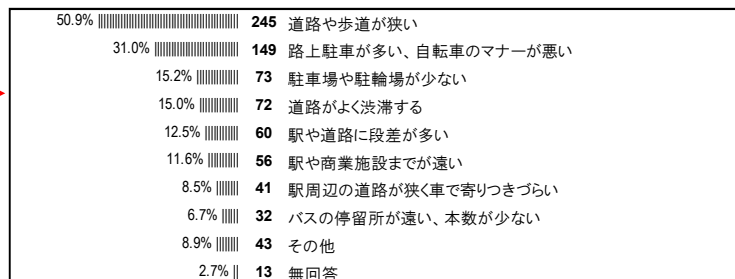 50.9% 245 道路や歩道が狭い
31.0% 149 路上駐車が多い、自転車のマナーが悪い
15.2% 73 駐車場や駐輪場が少ない
15.0% 72 道路がよく渋滞する
12.5% 60 駅や道路に段差が多い
11.6% 56 駅や商業施設までが遠い
8.5% 41 駅周辺の道路が狭く車で寄りつきづらい
6.7% 32 バスの停留所が遠い、本数が少ない
8.9% 43 その他
2.7% 13 無回答